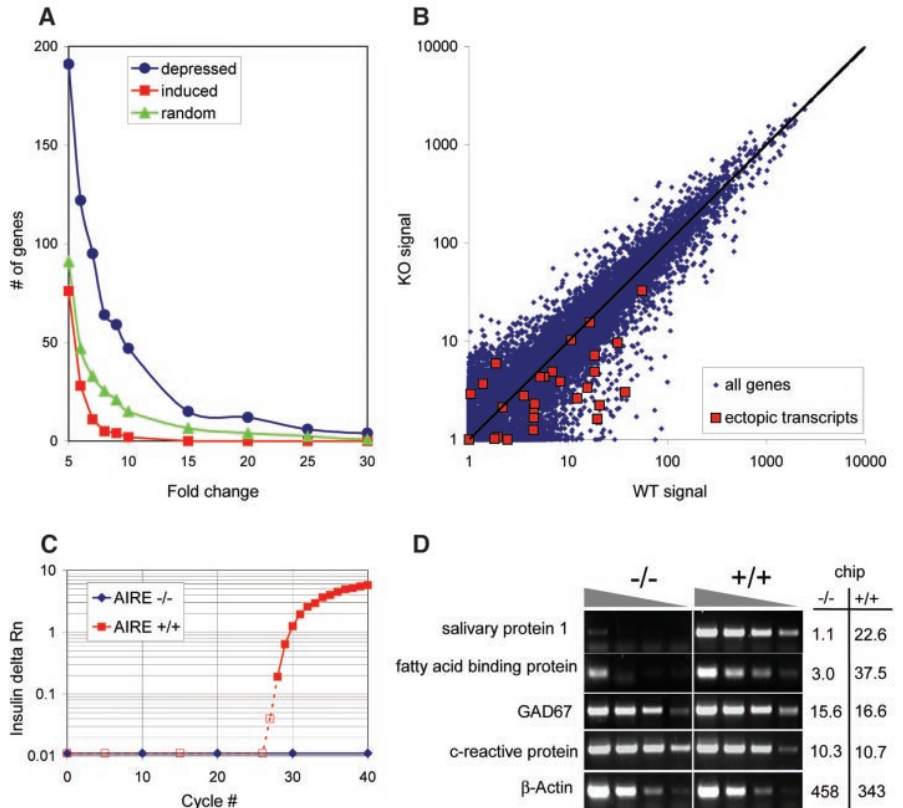 A
200
150
100
50
0
# of genes
depressed
induced
random
5 10 15 20 25 30
Fold change
B
10000
1000
100
10
1
KO signal
all genes
ectopic transcripts
1 10 100 1000 10000
WT signal
C
10
1
0.1
0.01
Insulin delta Rn
AIRE -/-
AIRE +/+
0 10 20 30 40
Cycle #
D
-/- +/+ chip
-/- +/+
salivary protein 1 1.1 22.6
fatty acid binding protein 3.0 37.5
GAD67 15.6 16.6
c-reactive protein 10.3 10.7
β-Actin 458 343